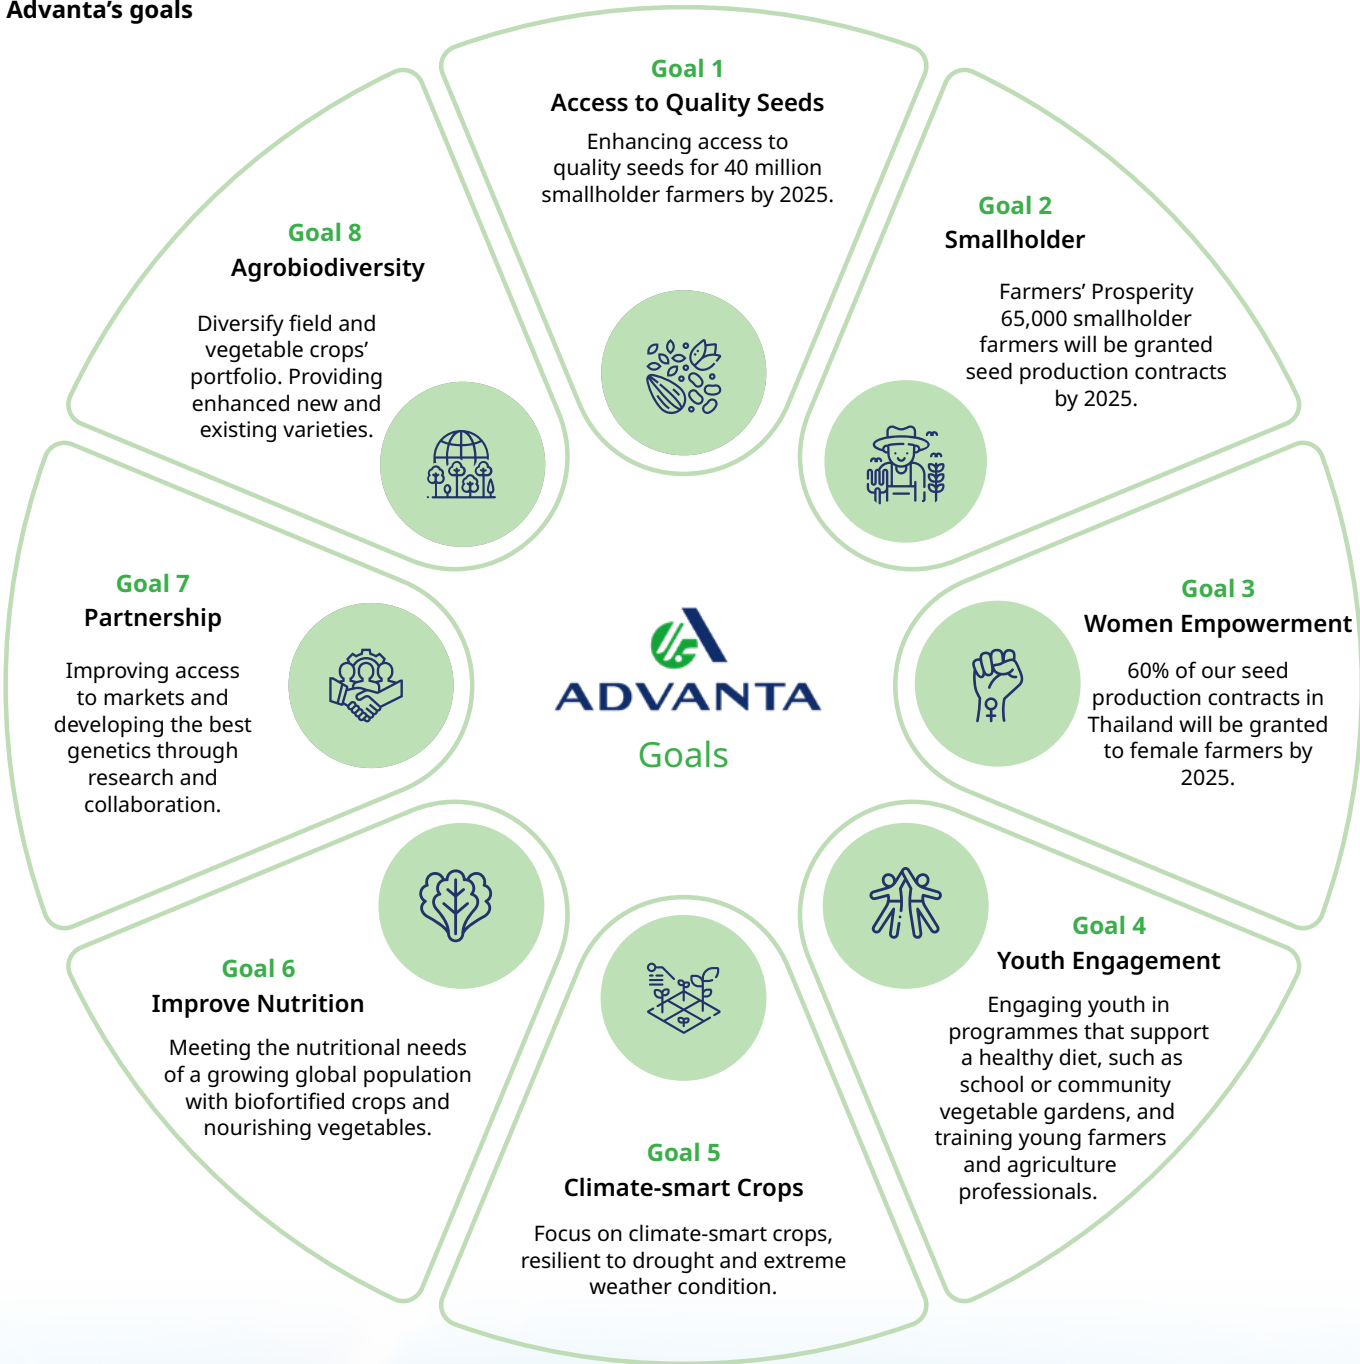 Advanta’s goals
Goal 1
Access to Quality Seeds
Enhancing access to
quality seeds for 40 million
smallholder farmers by 2025.
Goal 2
Smallholder
Farmers’ Prosperity
65,000 smallholder
farmers will be granted
seed production contracts
by 2025.
Goal 3
Women Empowerment
60% of our seed
production contracts in
Thailand will be granted
to female farmers by
2025.
Goal 4
Youth Engagement
Engaging youth in
programmes that support
a healthy diet, such as
school or community
vegetable gardens, and
training young farmers
and agriculture
professionals.
Goal 5
Climate-smart Crops
Focus on climate-smart crops,
resilient to drought and extreme
weather condition.
Goal 6
Improve Nutrition
Meeting the nutritional needs
of a growing global population
with biofortified crops and
nourishing vegetables.
Goal 7
Partnership
Improving access
to markets and
developing the best
genetics through
research and
collaboration.
Goal 8
Agrobiodiversity
Diversify field and
vegetable crops’
portfolio. Providing
enhanced new and
existing varieties.
ADVANTA
Goals